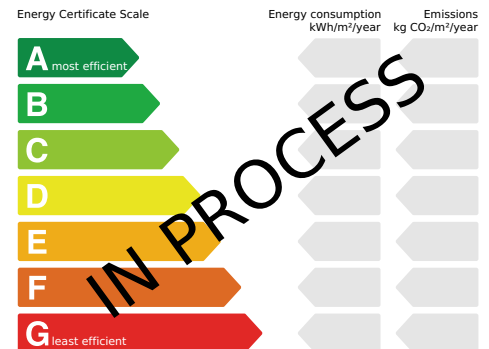 Energy Certificate Scale
Energy consumption
kWh/m²/year
Emissions
kg CO₂/m²/year
A most efficient
B
C
D
E
F
G least efficient
IN PROCESS